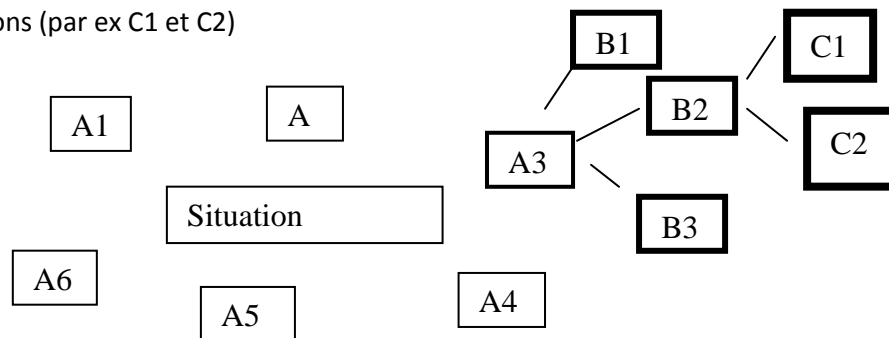 ons (par ex C1 et C2)
B1
C1
A1
A
B2
A3
C2
Situation
B3
A6
A5
A4